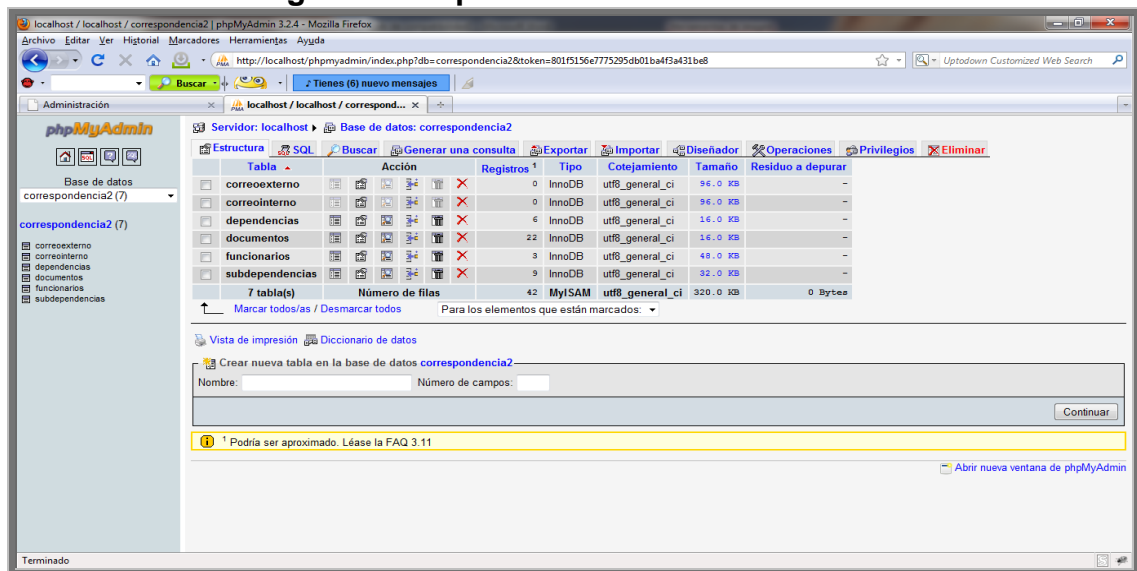 localhost / localhost / correspondencia2 | phpMyAdmin 3.2.4 - Mozilla Firefox
Archivo Editar Ver Historial Marcadores Herramientas Ayuda
http://localhost/phpmyadmin/index.php?db=correspondencia2&token=801f5156e7775295db01ba4f3a431be8
Uptodown Customized Web Search
Buscar
Tienes (6) nuevo mensajes
Administración
localhost / localhost / correspond...
phpMyAdmin
Base de datos
correspondencia2 (7)
correspondencia2 (7)
correoexterno
correointerno
dependencias
documentos
funcionarios
subdependencias
Servidor: localhost Base de datos: correspondencia2
Estructura SQL Buscar Generar una consulta Exportar Importar Diseñador Operaciones Privilegios Eliminar
Tabla Acción Registros 1 Tipo Cotejamiento Tamaño Residuo a depurar
correoexterno 0 InnoDB utf8_general_ci 96.0 KB -
correointerno 0 InnoDB utf8_general_ci 96.0 KB -
dependencias 6 InnoDB utf8_general_ci 16.0 KB -
documentos 22 InnoDB utf8_general_ci 16.0 KB -
funcionarios 3 InnoDB utf8_general_ci 48.0 KB -
subdependencias 9 InnoDB utf8_general_ci 32.0 KB -
7 tabla(s) Número de filas 42 MyISAM utf8_general_ci 320.0 KB 0 Bytes
Marcar todos/as / Desmarcar todos Para los elementos que están marcados:
Vista de impresión Diccionario de datos
Crear nueva tabla en la base de datos correspondencia2
Nombre: Número de campos:
Continuar
1 Podría ser aproximado. Léase la FAQ 3.11
Abrir nueva ventana de phpMyAdmin
Terminado